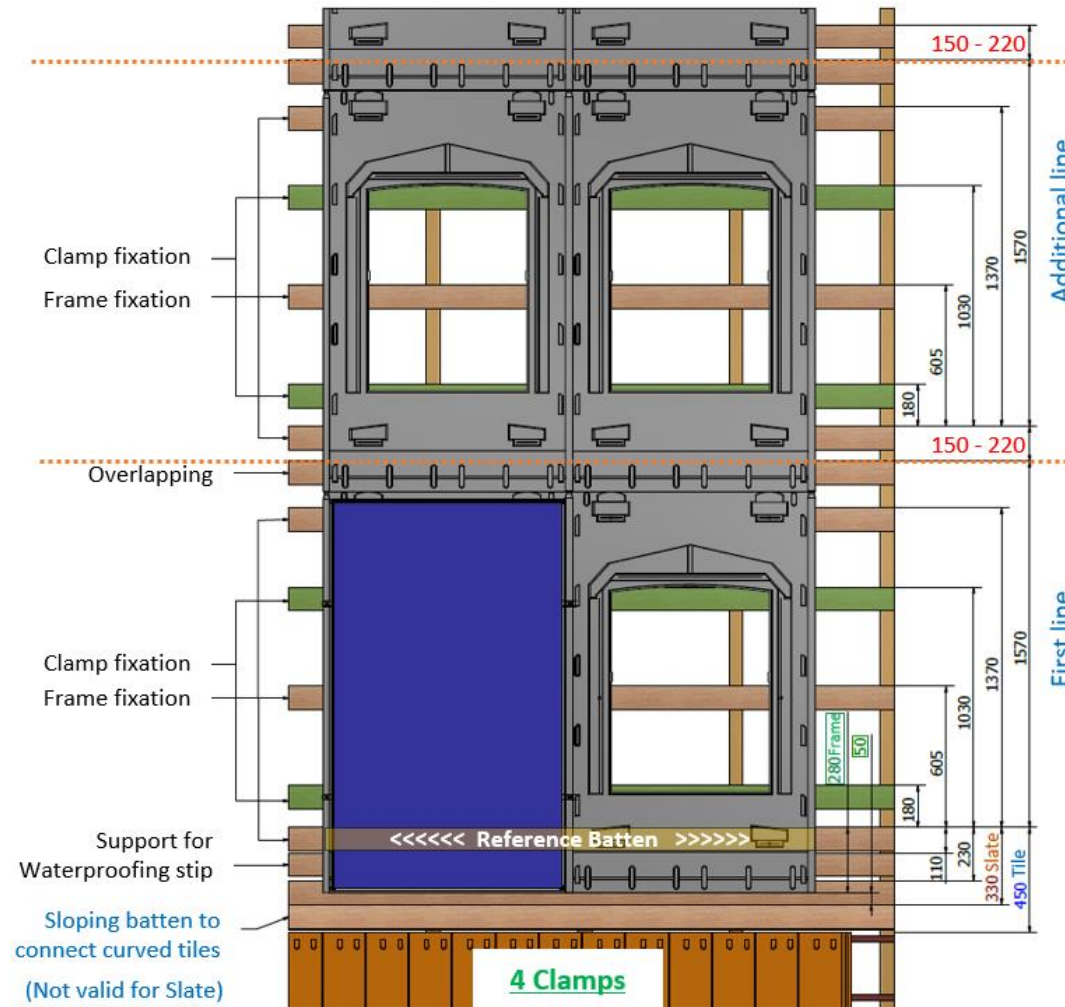 150 - 220
Additional line
1570
1370
1030
605
180
Clamp fixation
Frame fixation
150 - 220
Overlapping
First line
1570
1370
1030
605
180
280 Frame
50
Clamp fixation
Frame fixation
<<<<<< Reference Batten >>>>>>
Support for
Waterproofing stip
110
230
330 Slate
450 Tile
Sloping batten to
connect curved tiles
(Not valid for Slate)
4 Clamps